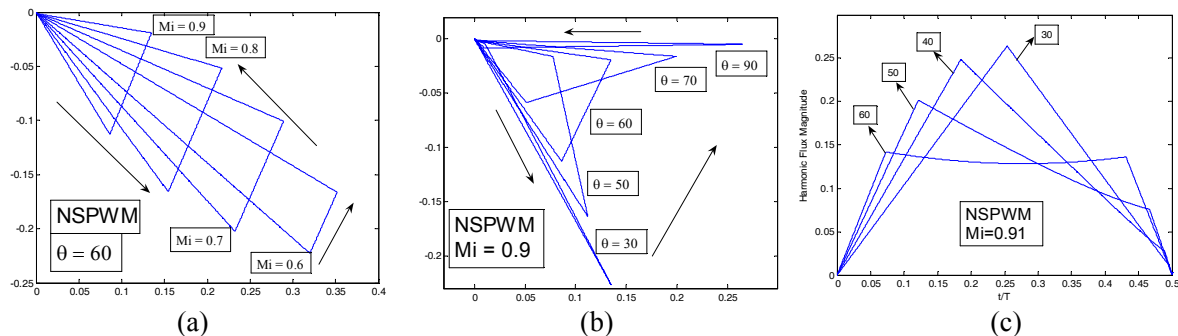 0
-0.05
-0.1
-0.15
-0.2
-0.25
0 0.05 0.1 0.15 0.2 0.25 0.3 0.35 0.4
Mi = 0.9
Mi = 0.8
Mi = 0.7
Mi = 0.6
NSPWM
θ = 60
(a)
0
-0.05
-0.1
-0.15
-0.2
0 0.05 0.1 0.15 0.2 0.25
θ = 90
θ = 70
θ = 60
θ = 50
θ = 30
NSPWM
Mi = 0.9
(b)
Harmonic Flux Magnitude
0.25
0.2
0.15
0.1
0.05
0
0 0.05 0.1 0.15 0.2 0.25 0.3 0.35 0.4 0.45 0.5
t/T
40
30
50
60
NSPWM
Mi=0.91
(c)